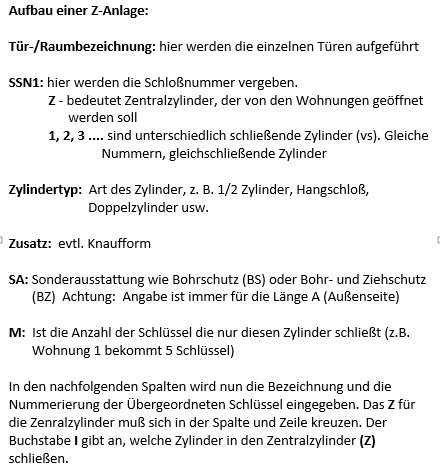 Aufbau einer Z-Anlage:
Tür-/Raumbezeichnung: hier werden die einzelnen Türen aufgeführt
SSN1: hier werden die Schloßnummer vergeben.
Z - bedeutet Zentralzylinder, der von den Wohnungen geöffnet
werden soll
1, 2, 3 .... sind unterschiedlich schließende Zylinder (vs). Gleiche
Nummern, gleichschließende Zylinder
Zylindertyp: Art des Zylinder, z. B. 1/2 Zylinder, Hangschloß,
Doppelzylinder usw.
Zusatz: evtl. Knaufform
SA: Sonderausstattung wie Bohrschutz (BS) oder Bohr- und Ziehschutz
(BZ) Achtung: Angabe ist immer für die Länge A (Außenseite)
M: Ist die Anzahl der Schlüssel die nur diesen Zylinder schließt (z.B.
Wohnung 1 bekommt 5 Schlüssel)
In den nachfolgenden Spalten wird nun die Bezeichnung und die
Nummerierung der Übergeordneten Schlüssel eingegeben. Das Z für
die Zenralzylinder muß sich in der Spalte und Zeile kreuzen. Der
Buchstabe I gibt an, welche Zylinder in den Zentralzylinder (Z)
schließen.